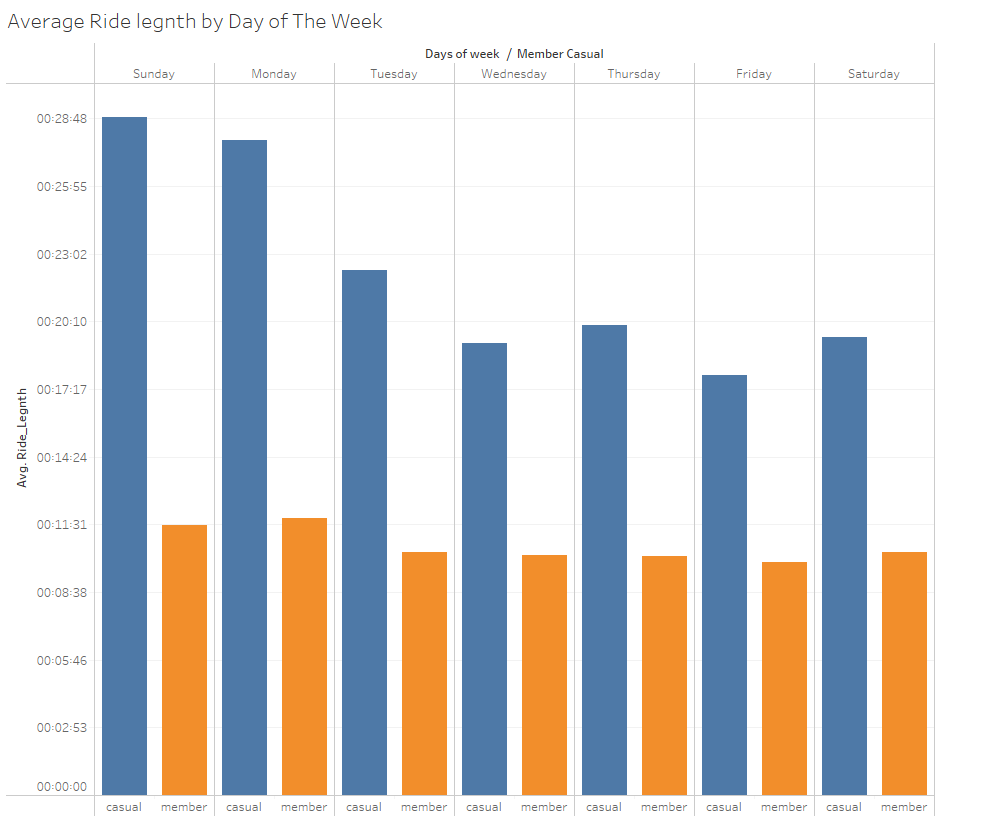 Average Ride legnth by Day of The Week
Days of week / Member Casual
Sunday Monday Tuesday Wednesday Thursday Friday Saturday
00:28:48
00:25:55
00:23:02
00:20:10
00:17:17
00:14:24
00:11:31
00:08:38
00:05:46
00:02:53
00:00:00
Avg. Ride_Legnth
casual member casual member casual member casual member casual member casual member casual member